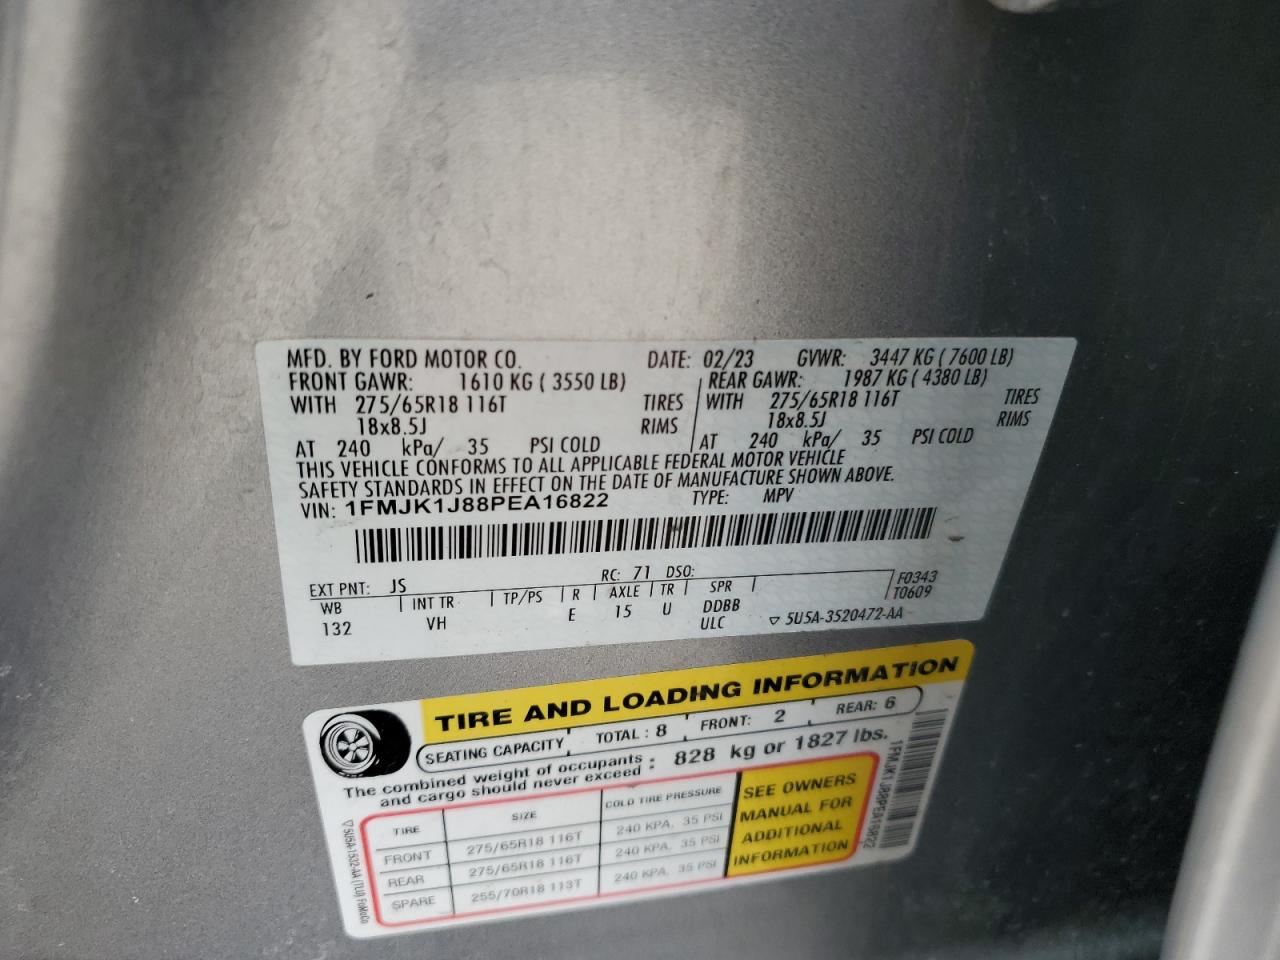 MFD. BY FORD MOTOR CO. DATE: 02/23 GVWR: 3447 KG ( 7600 LB)
FRONT GAWR: 1610 KG ( 3550 LB) REAR GAWR: 1987 KG ( 4380 LB)
WITH 275/65R18 116T TIRES WITH 275/65R18 116T TIRES
18x8.5J RIMS 18x8.5J RIMS
AT 240 kPa/ 35 PSI COLD AT 240 kPa/ 35 PSI COLD
THIS VEHICLE CONFORMS TO ALL APPLICABLE FEDERAL MOTOR VEHICLE
SAFETY STANDARDS IN EFFECT ON THE DATE OF MANUFACTURE SHOWN ABOVE.
VIN: 1FMJK1J88PEA16822 TYPE: MPV
EXT PNT: JS RC: 71 DSO: F0343
WB INT TR TP/PS R AXLE TR SPR T0609
132 VH E 15 U DDBB
ULC 5U5A-3520472-AA
TIRE AND LOADING INFORMATION
SEATING CAPACITY TOTAL : 8 FRONT: 2 REAR: 6
The combined weight of occupants and cargo should never exceed : 828 kg or 1827 lbs.
TIRE SIZE COLD TIRE PRESSURE
FRONT 275/65R18 116T 240 KPA, 35 PSI
REAR 275/65R18 116T 240 KPA, 35 PSI
SPARE 255/70R18 113T 240 KPA, 35 PSI
SEE OWNERS
MANUAL FOR
ADDITIONAL
INFORMATION
1FMJK1J88PEA16822
5U5A-1532-AA (TLU) FoMoCo